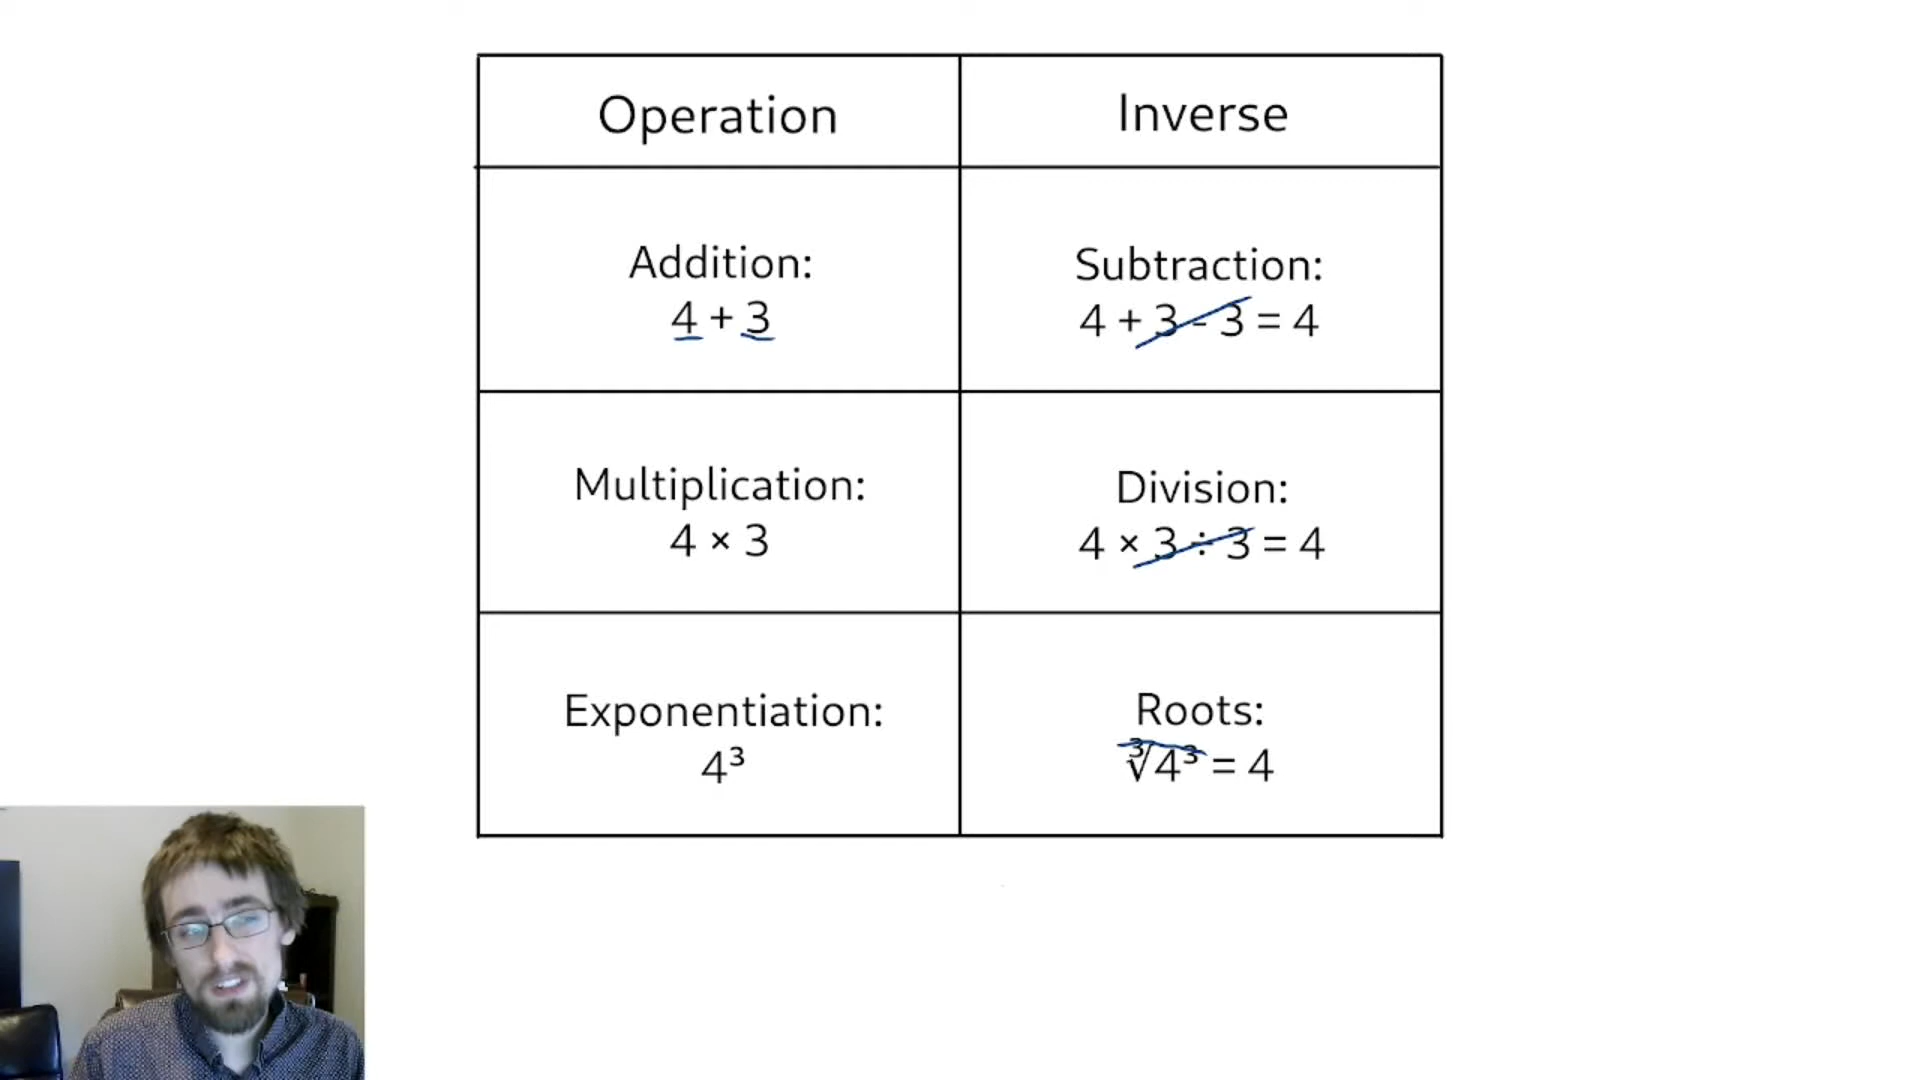 Operation
Inverse
Addition:
4 + 3
Subtraction:
4 + 3 - 3 = 4
Multiplication:
4 × 3
Division:
4 × 3 ÷ 3 = 4
Exponentiation:
4³
Roots:
∛4³ = 4